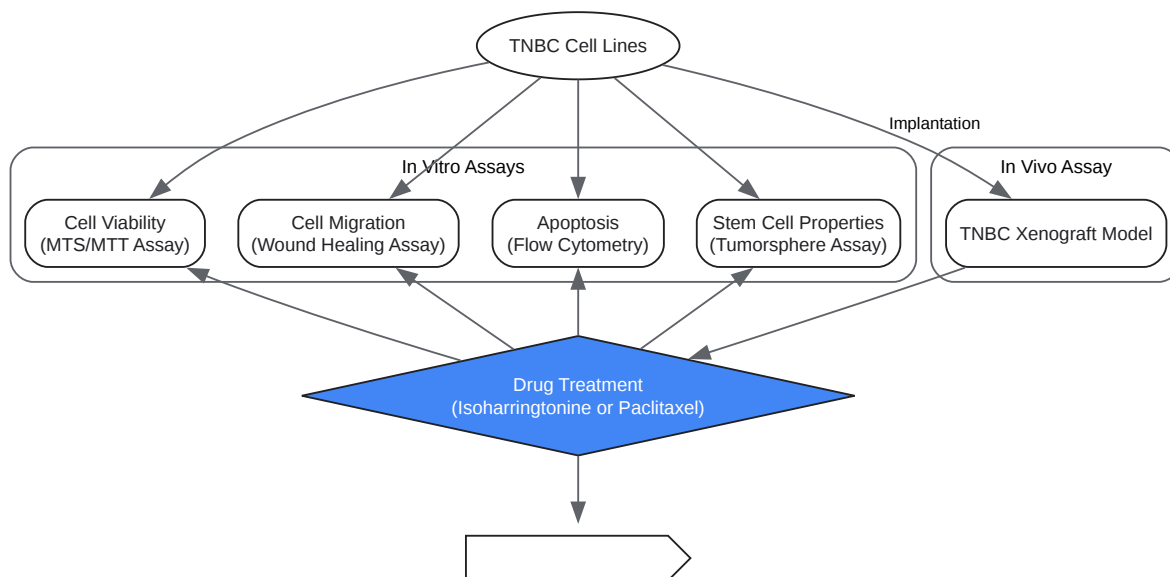 TNBC Cell Lines
Implantation
In Vitro Assays
In Vivo Assay
Cell Viability
(MTS/MTT Assay)
Cell Migration
(Wound Healing Assay)
Apoptosis
(Flow Cytometry)
Stem Cell Properties
(Tumorsphere Assay)
TNBC Xenograft Model
Drug Treatment
(Isoharringtonine or Paclitaxel)